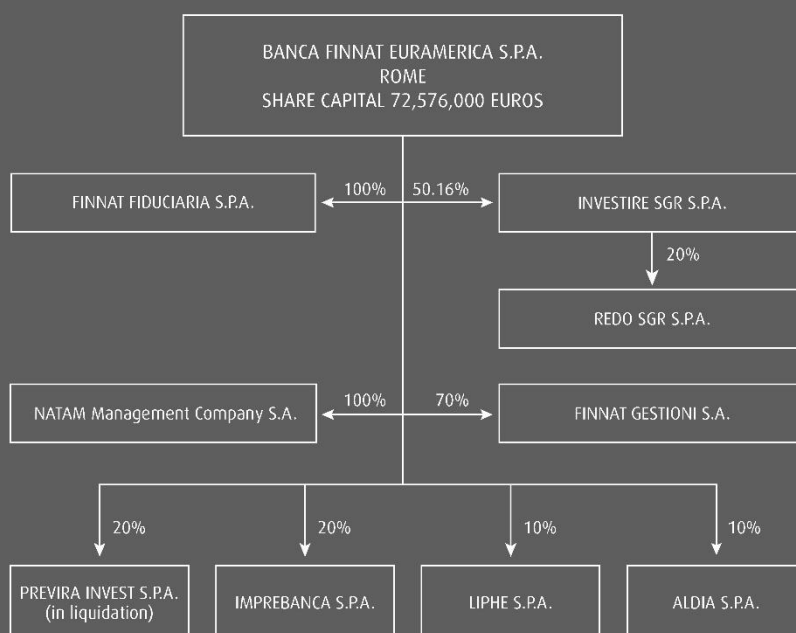 BANCA FINNAT EURAMERICA S.P.A.
ROME
SHARE CAPITAL 72,576,000 EUROS
FINNAT FIDUCIARIA S.P.A.
100%
50.16%
INVESTIRE SGR S.P.A.
20%
REDO SGR S.P.A.
NATAM Management Company S.A.
100%
70%
FINNAT GESTIONI S.A.
20%
20%
10%
10%
PREVIRA INVEST S.P.A.
(in liquidation)
IMPREBANCA S.P.A.
LIPHE S.P.A.
ALDIA S.P.A.